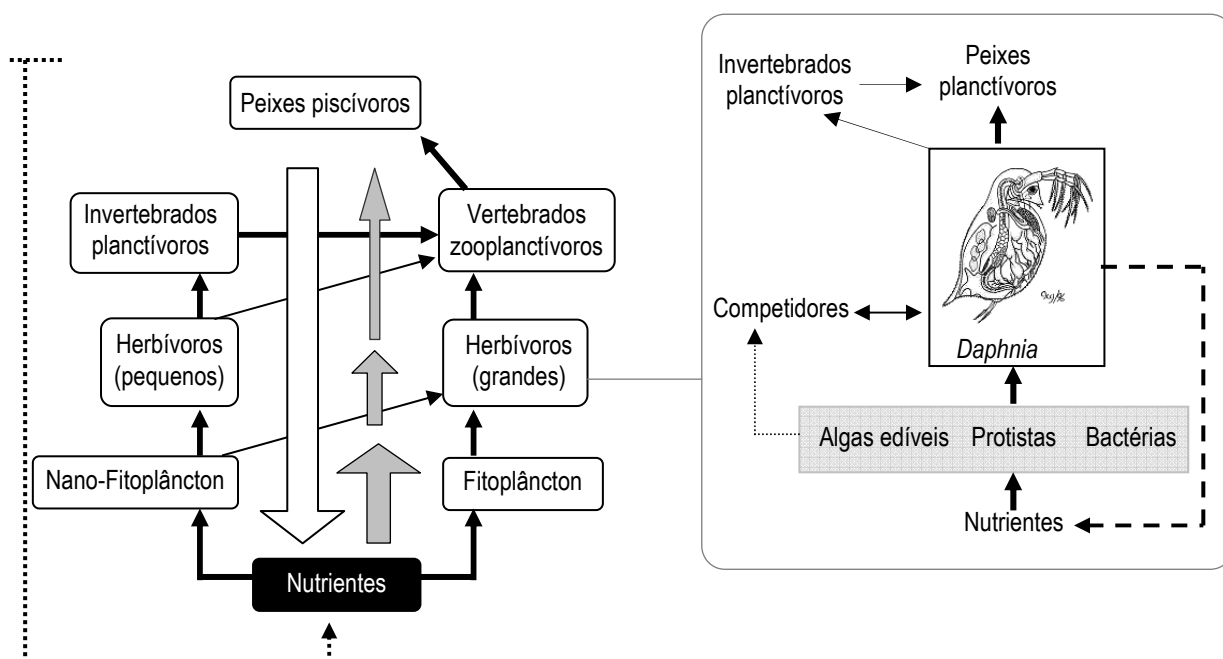 Peixes piscívoros
Invertebrados
planctívoros
Vertebrados
zooplanctívoros
Herbívoros
(pequenos)
Herbívoros
(grandes)
Nano-Fitoplâncton
Fitoplâncton
Nutrientes
Invertebrados
planctívoros
Peixes
planctívoros
Competidores
Daphnia
Algas edíveis Protistas Bactérias
Nutrientes